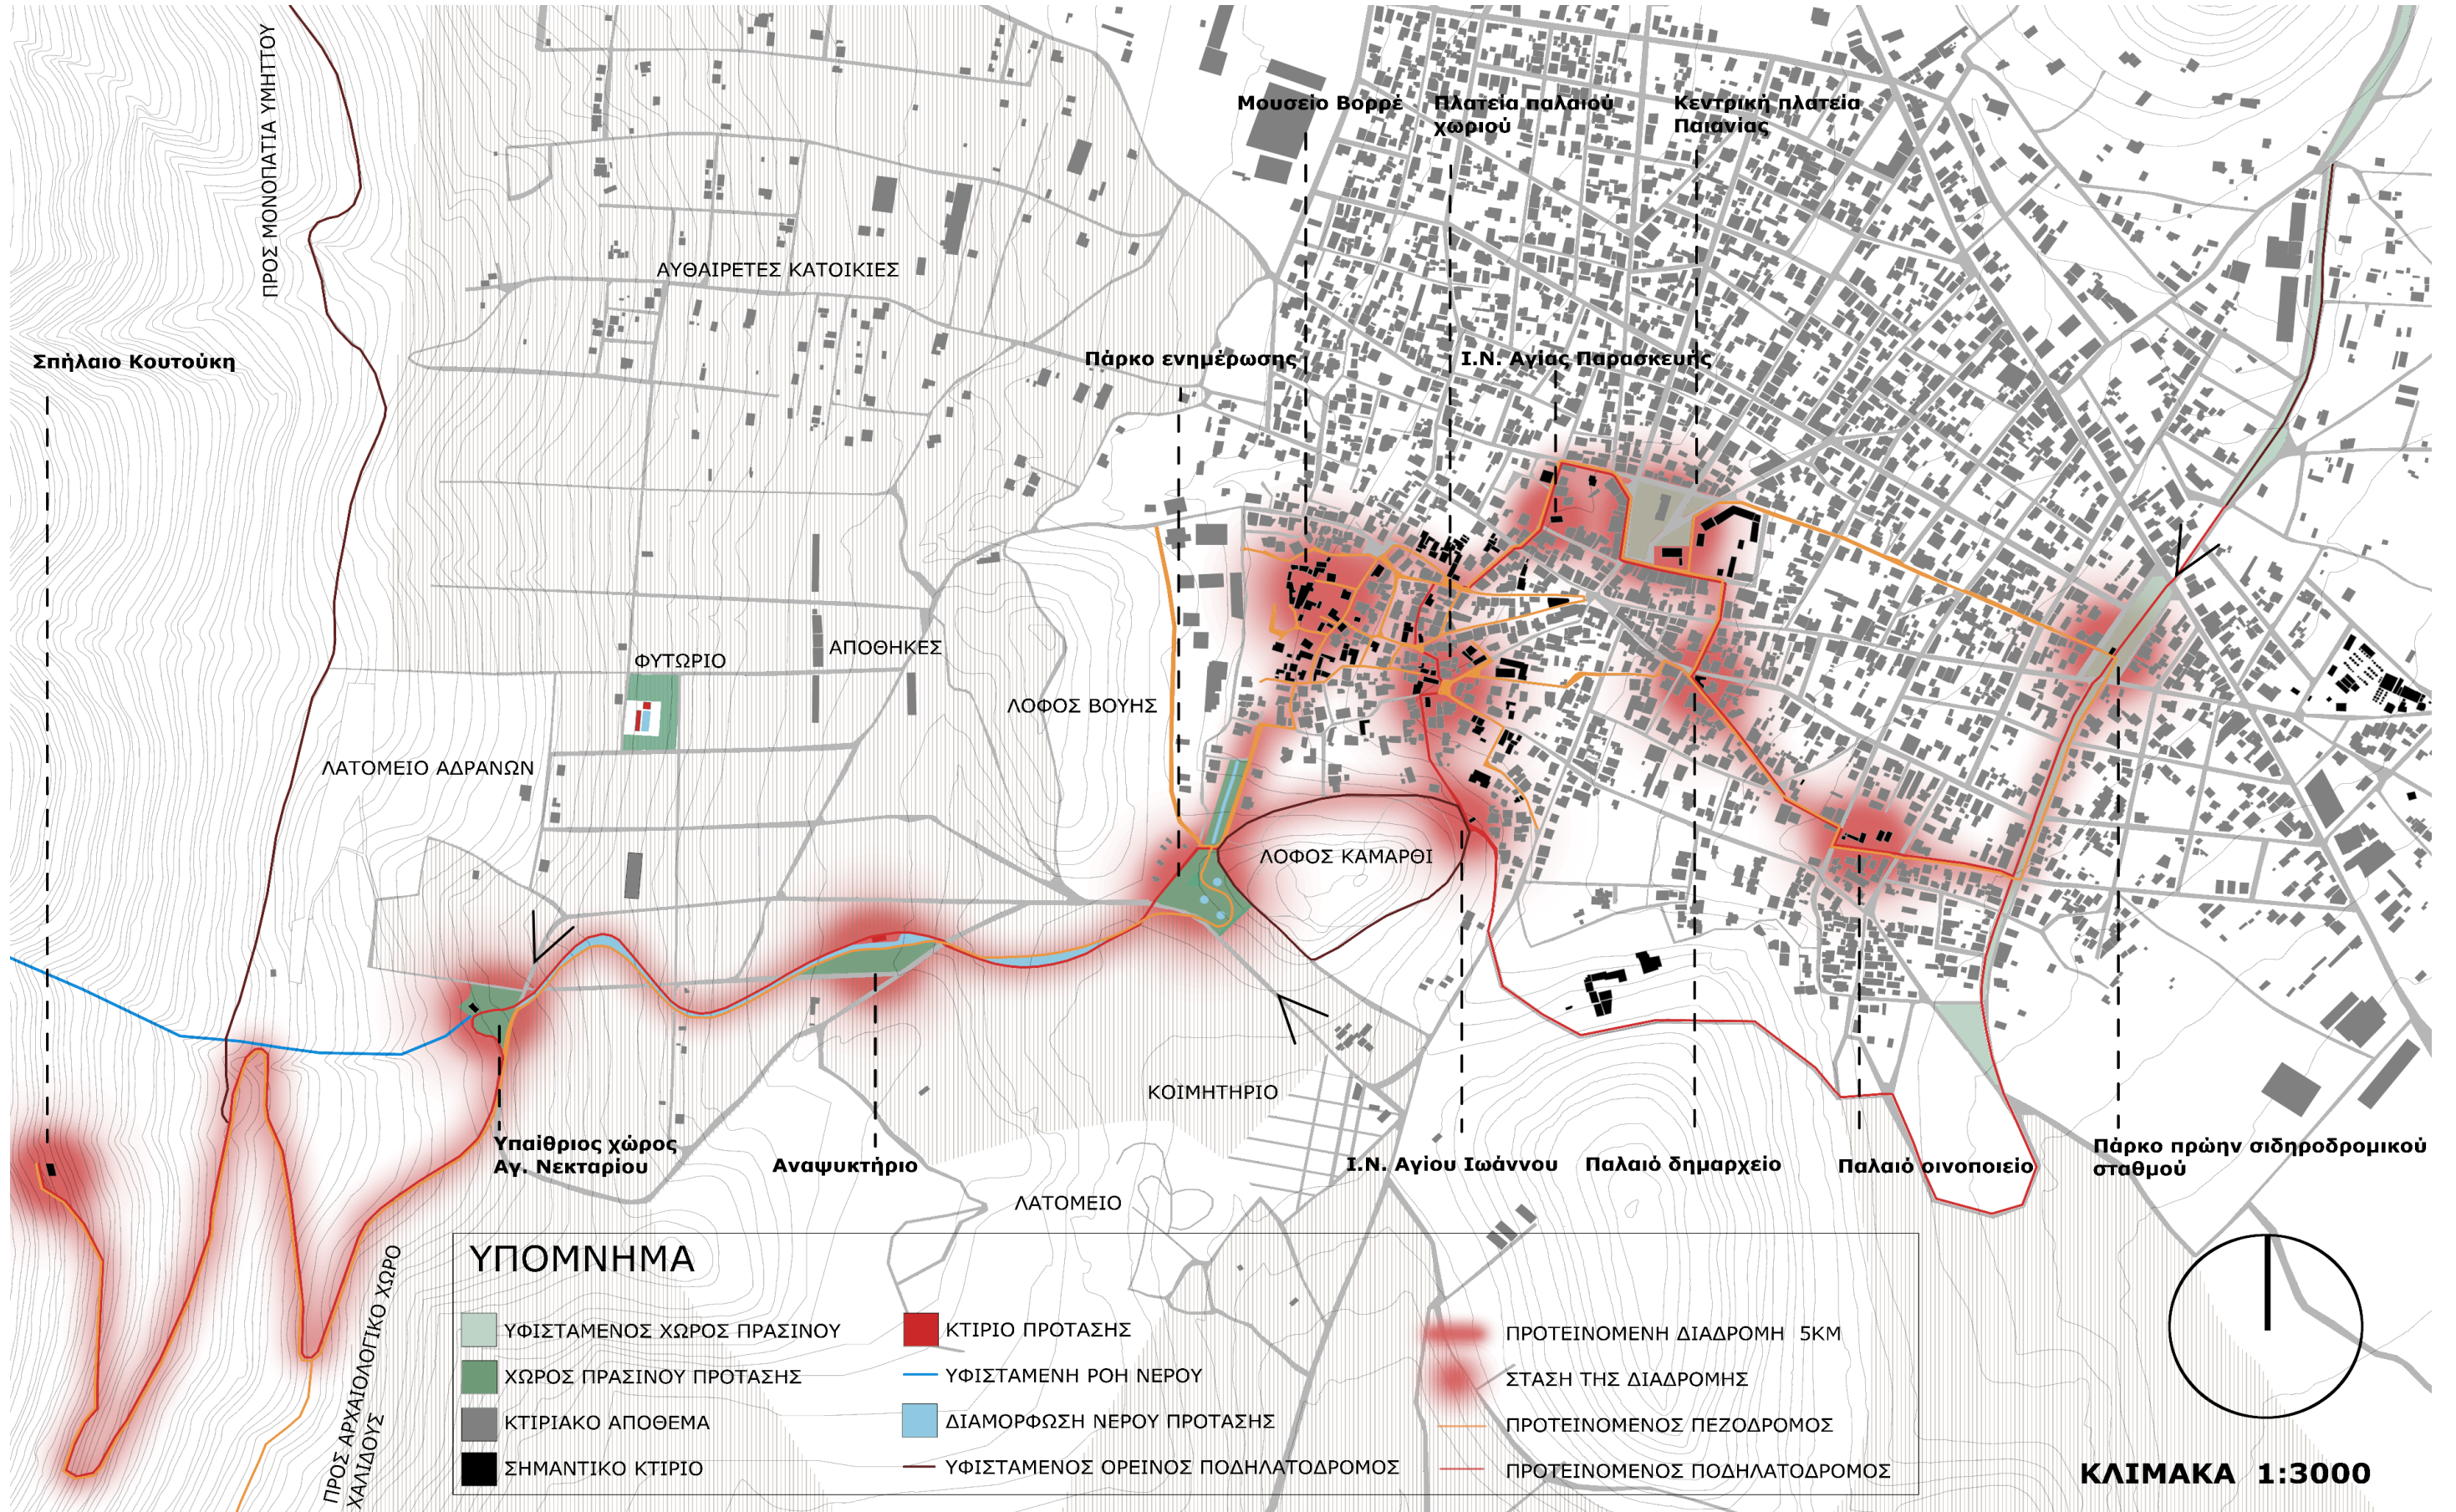 ΠΡΟΣ ΜΟΝΟΠΑΤΙΑ ΥΜΗΤΤΟΥ
Μουσείο Βορρέ
Πλατεία παλαιού
χωριού
Κεντρική πλατεία
Παιανίας
ΑΥΘΑΙΡΕΤΕΣ ΚΑΤΟΙΚΙΕΣ
Σπήλαιο Κουτούκη
Πάρκο ενημέρωσης
Ι.Ν. Αγίας Παρασκευής
ΑΠΟΘΗΚΕΣ
ΦΥΤΩΡΙΟ
ΛΟΦΟΣ ΒΟΥΗΣ
ΛΑΤΟΜΕΙΟ ΑΔΡΑΝΩΝ
ΛΟΦΟΣ ΚΑΜΑΡΘΙ
ΚΟΙΜΗΤΗΡΙΟ
Υπαίθριος χώρος
Αγ. Νεκταρίου
Αναψυκτήριο
Ι.Ν. Αγίου Ιωάννου
Παλαιό δημαρχείο
Παλαιό οινοποιείο
Πάρκο πρώην σιδηροδρομικού
σταθμού
ΛΑΤΟΜΕΙΟ
ΠΡΟΣ ΑΡΧΑΙΟΛΟΓΙΚΟ ΧΩΡΟ
ΧΑΛΙΔΟΥΣ
ΥΠΟΜΝΗΜΑ
ΥΦΙΣΤΑΜΕΝΟΣ ΧΩΡΟΣ ΠΡΑΣΙΝΟΥ
ΧΩΡΟΣ ΠΡΑΣΙΝΟΥ ΠΡΟΤΑΣΗΣ
ΚΤΙΡΙΑΚΟ ΑΠΟΘΕΜΑ
ΣΗΜΑΝΤΙΚΟ ΚΤΙΡΙΟ
ΚΤΙΡΙΟ ΠΡΟΤΑΣΗΣ
ΥΦΙΣΤΑΜΕΝΗ ΡΟΗ ΝΕΡΟΥ
ΔΙΑΜΟΡΦΩΣΗ ΝΕΡΟΥ ΠΡΟΤΑΣΗΣ
ΥΦΙΣΤΑΜΕΝΟΣ ΟΡΕΙΝΟΣ ΠΟΔΗΛΑΤΟΔΡΟΜΟΣ
ΠΡΟΤΕΙΝΟΜΕΝΗ ΔΙΑΔΡΟΜΗ 5ΚΜ
ΣΤΑΣΗ ΤΗΣ ΔΙΑΔΡΟΜΗΣ
ΠΡΟΤΕΙΝΟΜΕΝΟΣ ΠΕΖΟΔΡΟΜΟΣ
ΠΡΟΤΕΙΝΟΜΕΝΟΣ ΠΟΔΗΛΑΤΟΔΡΟΜΟΣ
ΚΛΙΜΑΚΑ 1:3000